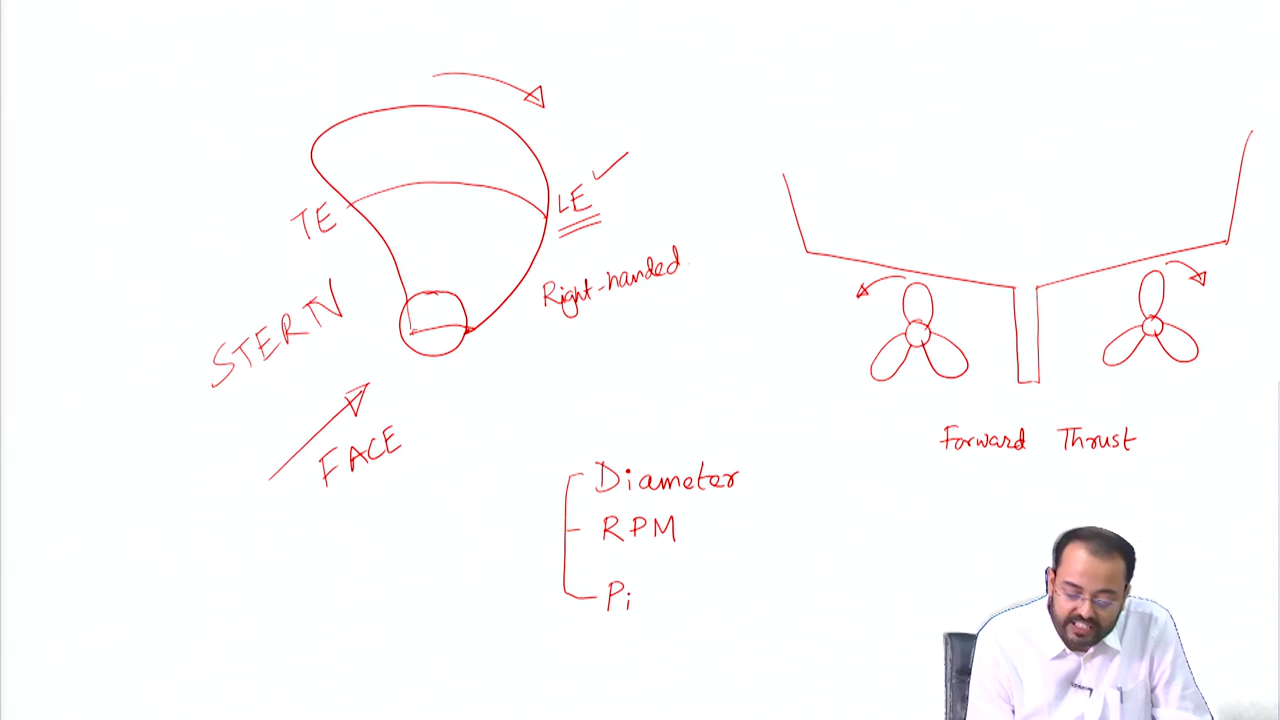 TE
LE
Right-handed
STERN
FACE
Forward Thrust
Diameter
RPM
Pi